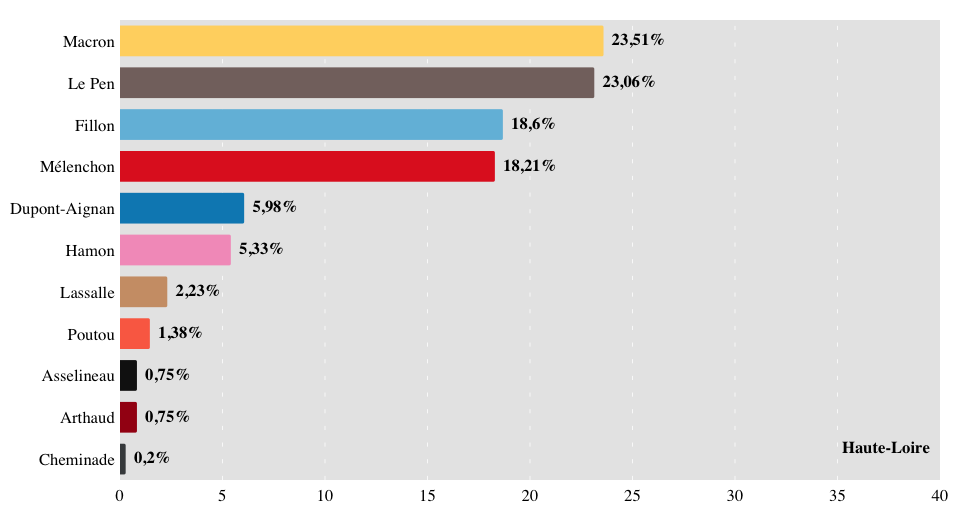 Macron 23,51%
Le Pen 23,06%
Fillon 18,6%
Mélenchon 18,21%
Dupont-Aignan 5,98%
Hamon 5,33%
Lassalle 2,23%
Poutou 1,38%
Asselineau 0,75%
Arthaud 0,75%
Haute-Loire
Cheminade 0,2%
0 5 10 15 20 25 30 35 40